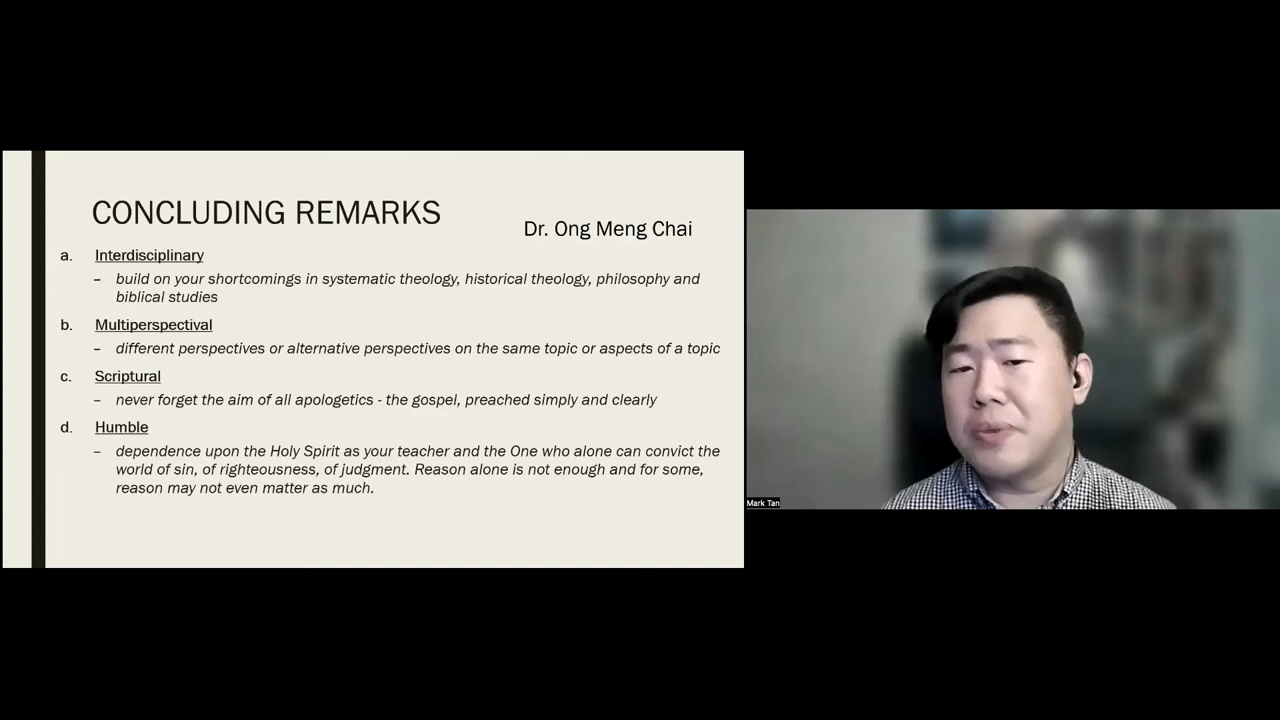 CONCLUDING REMARKS
Dr. Ong Meng Chai
a. Interdisciplinary
– build on your shortcomings in systematic theology, historical theology, philosophy and
biblical studies
b. Multiperspectival
– different perspectives or alternative perspectives on the same topic or aspects of a topic
c. Scriptural
– never forget the aim of all apologetics - the gospel, preached simply and clearly
d. Humble
– dependence upon the Holy Spirit as your teacher and the One who alone can convict the
world of sin, of righteousness, of judgment. Reason alone is not enough and for some,
reason may not even matter as much.
Mark Tan